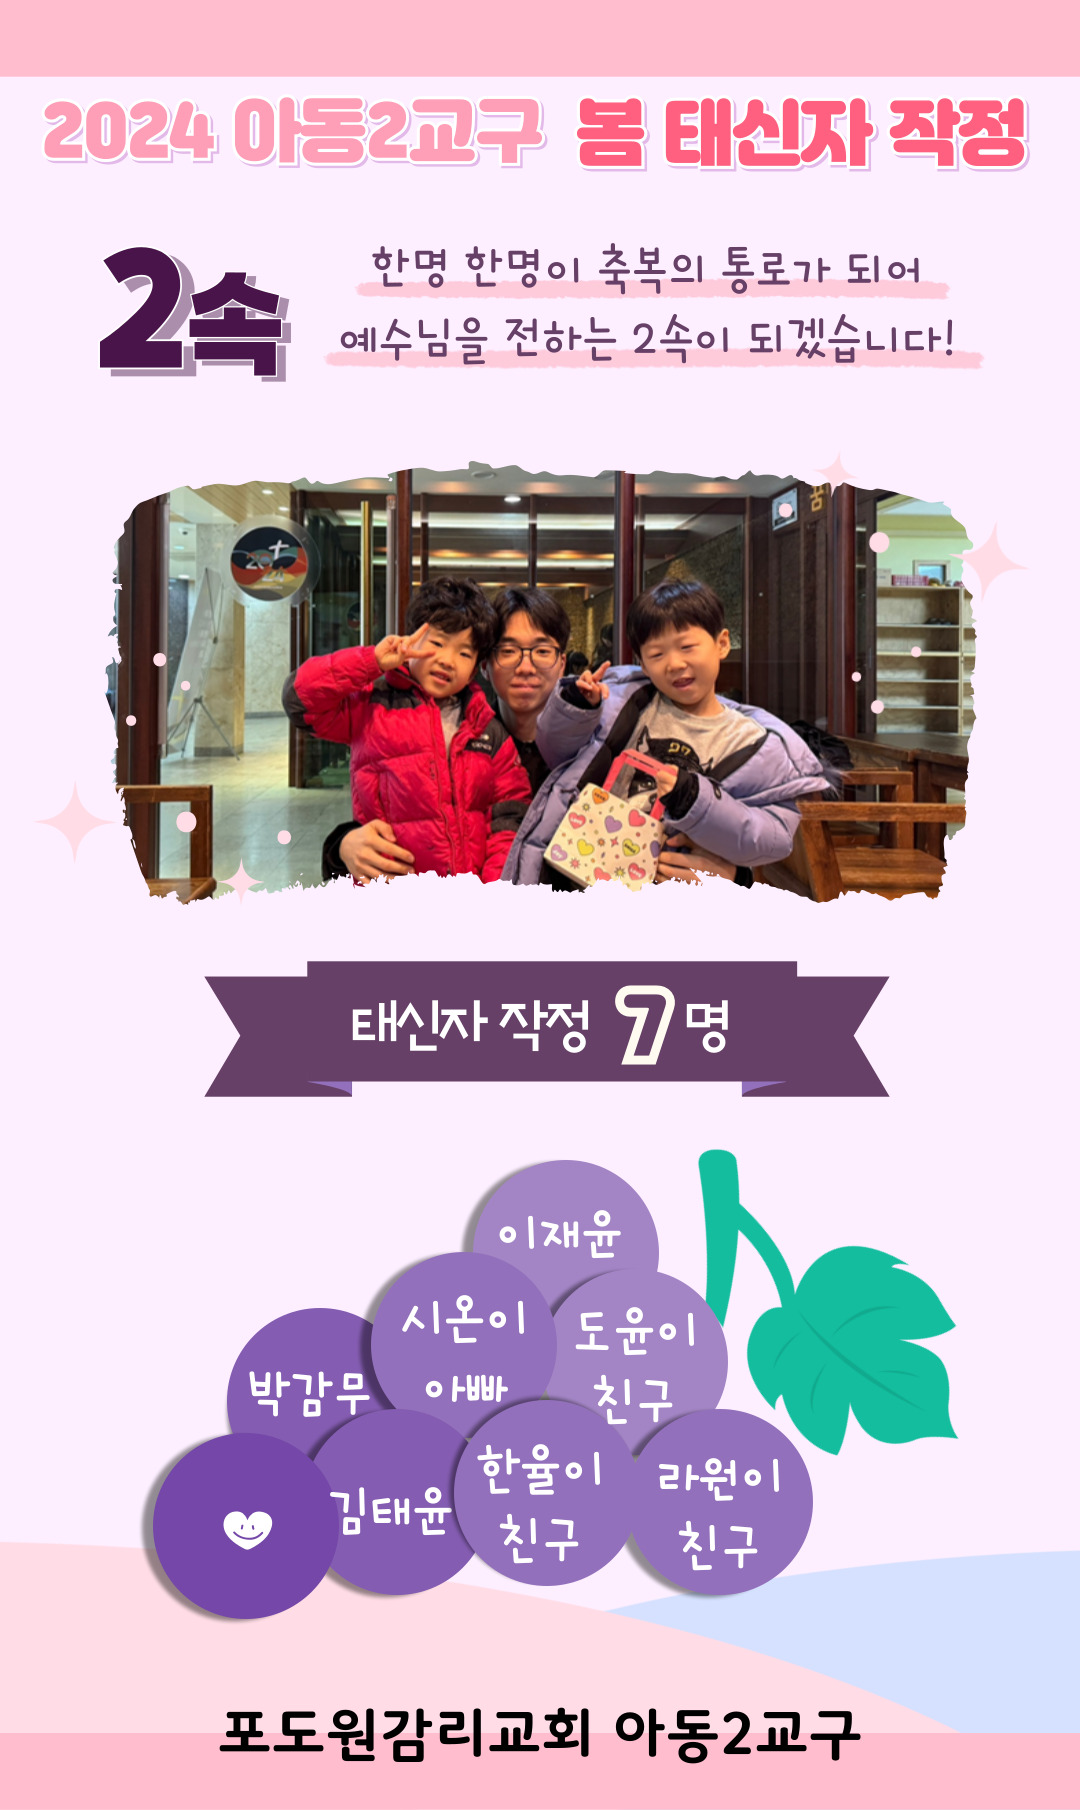 2024 아동2교구 봄 태신자 작정
2속
한명 한명이 축복의 통로가 되어
예수님을 전하는 2속이 되겠습니다!
꿈
2024
태신자 작정 7명
이재윤
시온이
아빠
도윤이
친구
박감무
김태윤
한율이
친구
라원이
친구
포도원감리교회 아동2교구